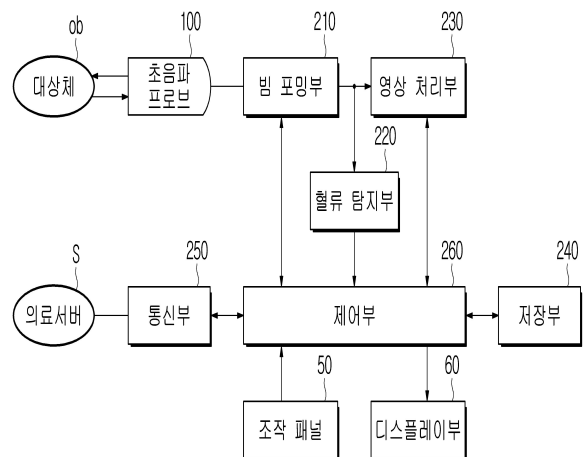 ob
100
210
230
대상체
초음파
프로브
빔 포밍부
영상 처리부
220
혈류 탐지부
S
250
260
240
의료서버
통신부
제어부
저장부
50
60
조작 패널
디스플레이부